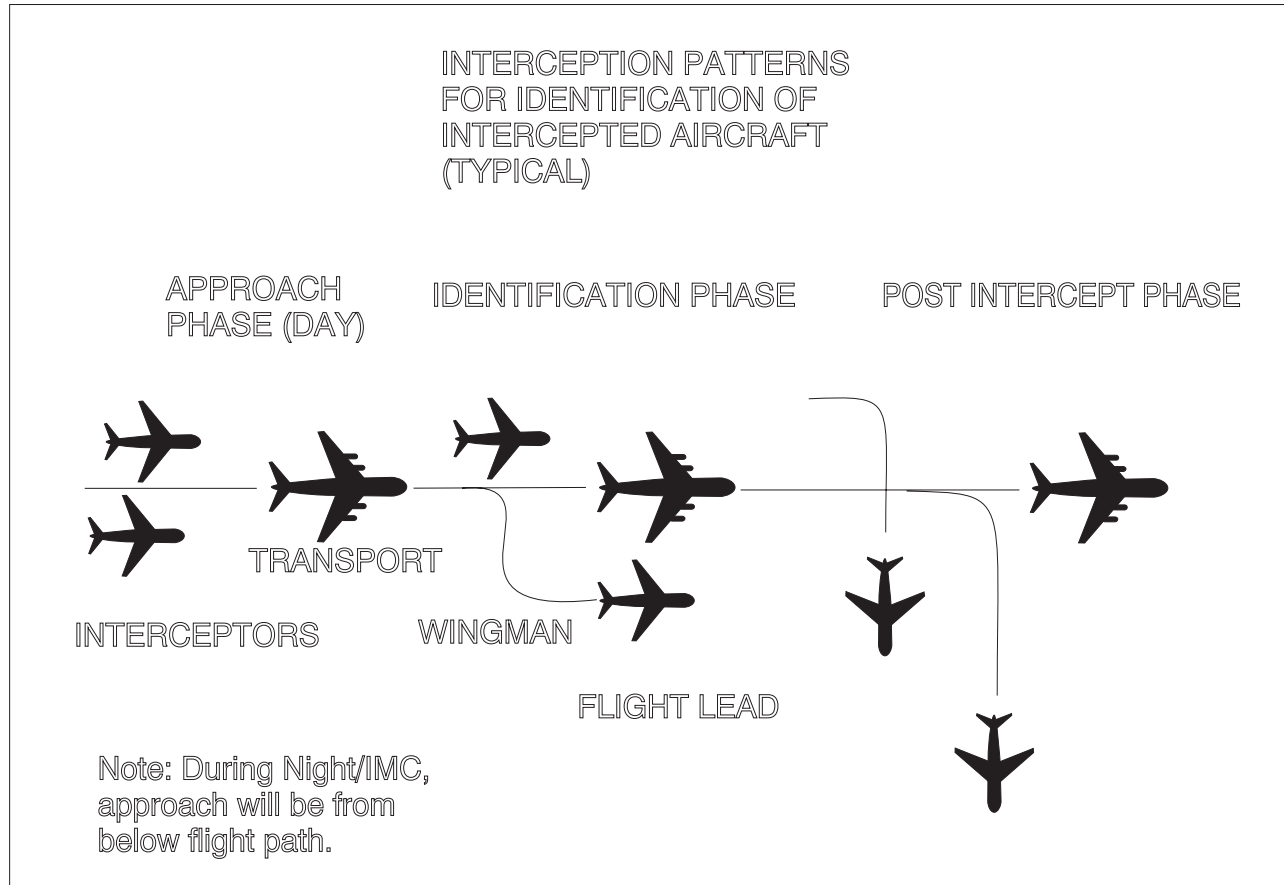 INTERCEPTION PATTERNS
FOR IDENTIFICATION OF
INTERCEPTED AIRCRAFT
(TYPICAL)
APPROACH
PHASE (DAY)
IDENTIFICATION PHASE
POST INTERCEPT PHASE
TRANSPORT
INTERCEPTORS
WINGMAN
FLIGHT LEAD
Note: During Night/IMC,
approach will be from
below flight path.